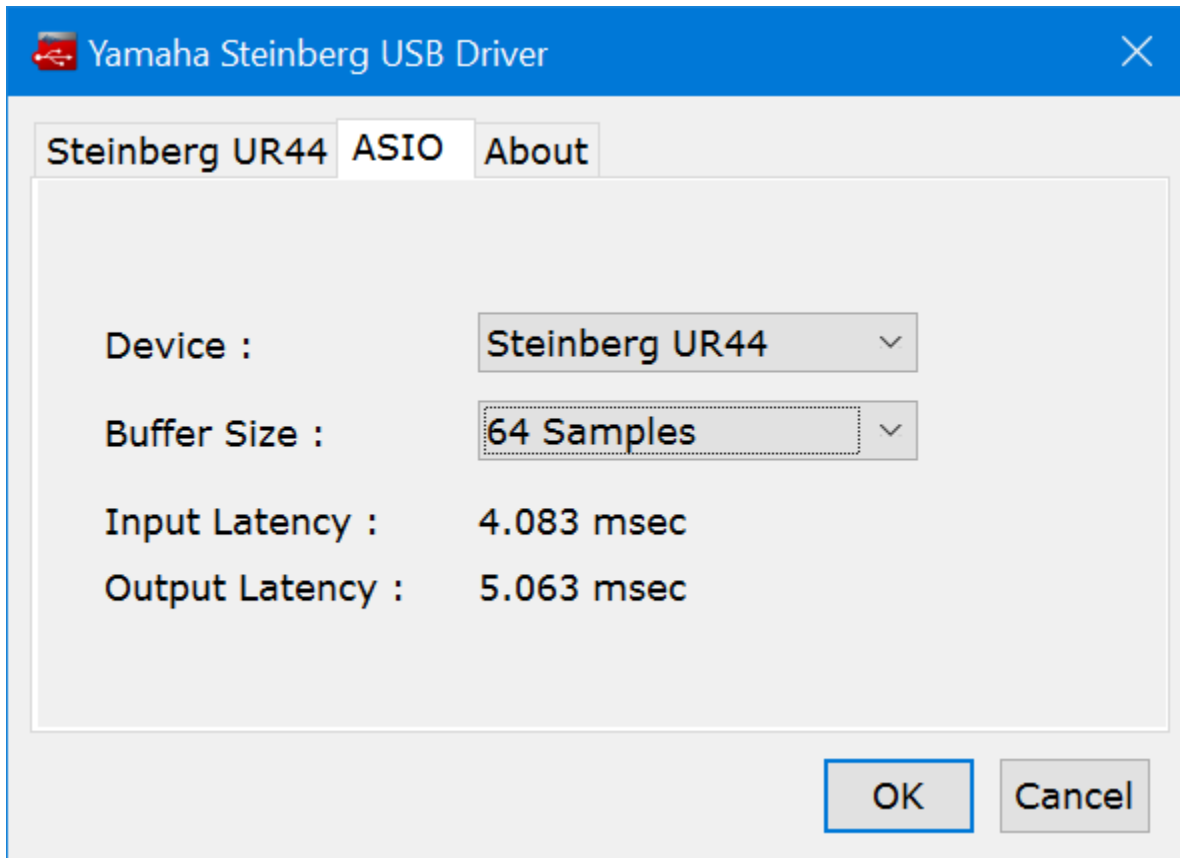 Yamaha Steinberg USB Driver
Steinberg UR44 ASIO About
Device : Steinberg UR44
Buffer Size : 64 Samples
Input Latency : 4.083 msec
Output Latency : 5.063 msec
OK Cancel